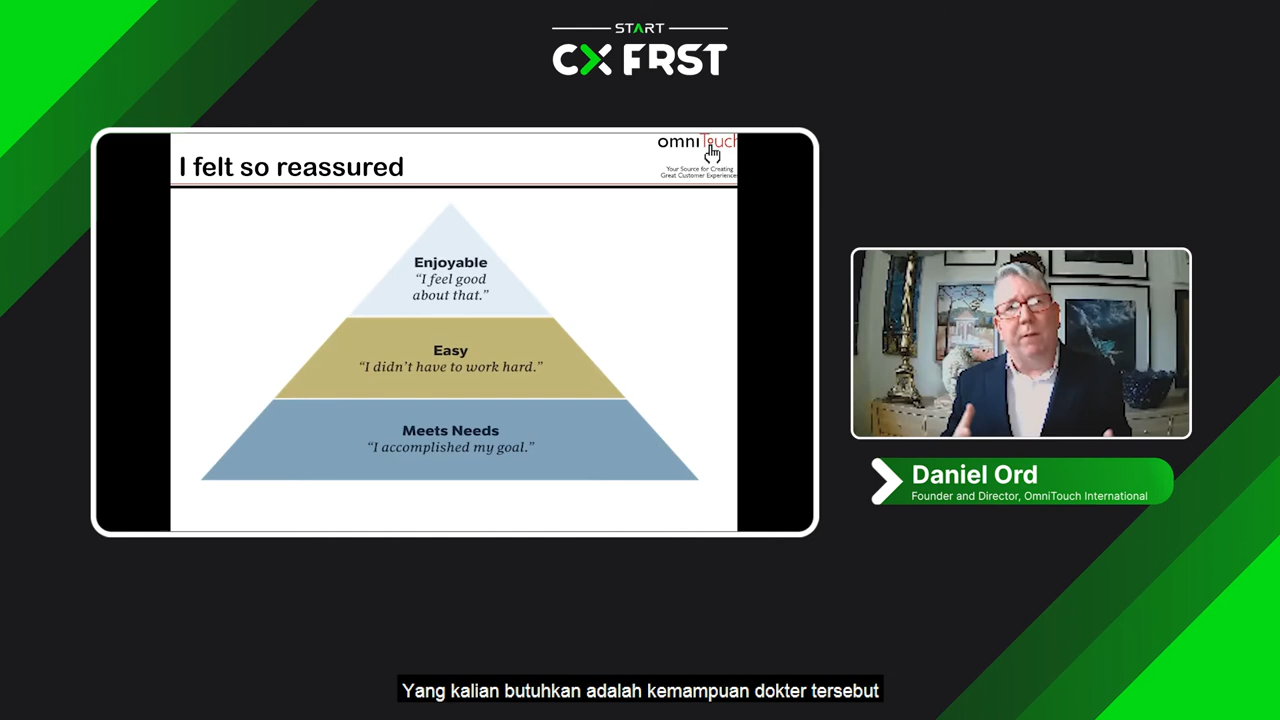 START
CX FRST
I felt so reassured
omniTouch
Your Source for Creating
Great Customer Experiences
Enjoyable
“I feel good
about that.”
Easy
“I didn’t have to work hard.”
Meets Needs
“I accomplished my goal.”
Daniel Ord
Founder and Director, OmniTouch International
Yang kalian butuhkan adalah kemampuan dokter tersebut